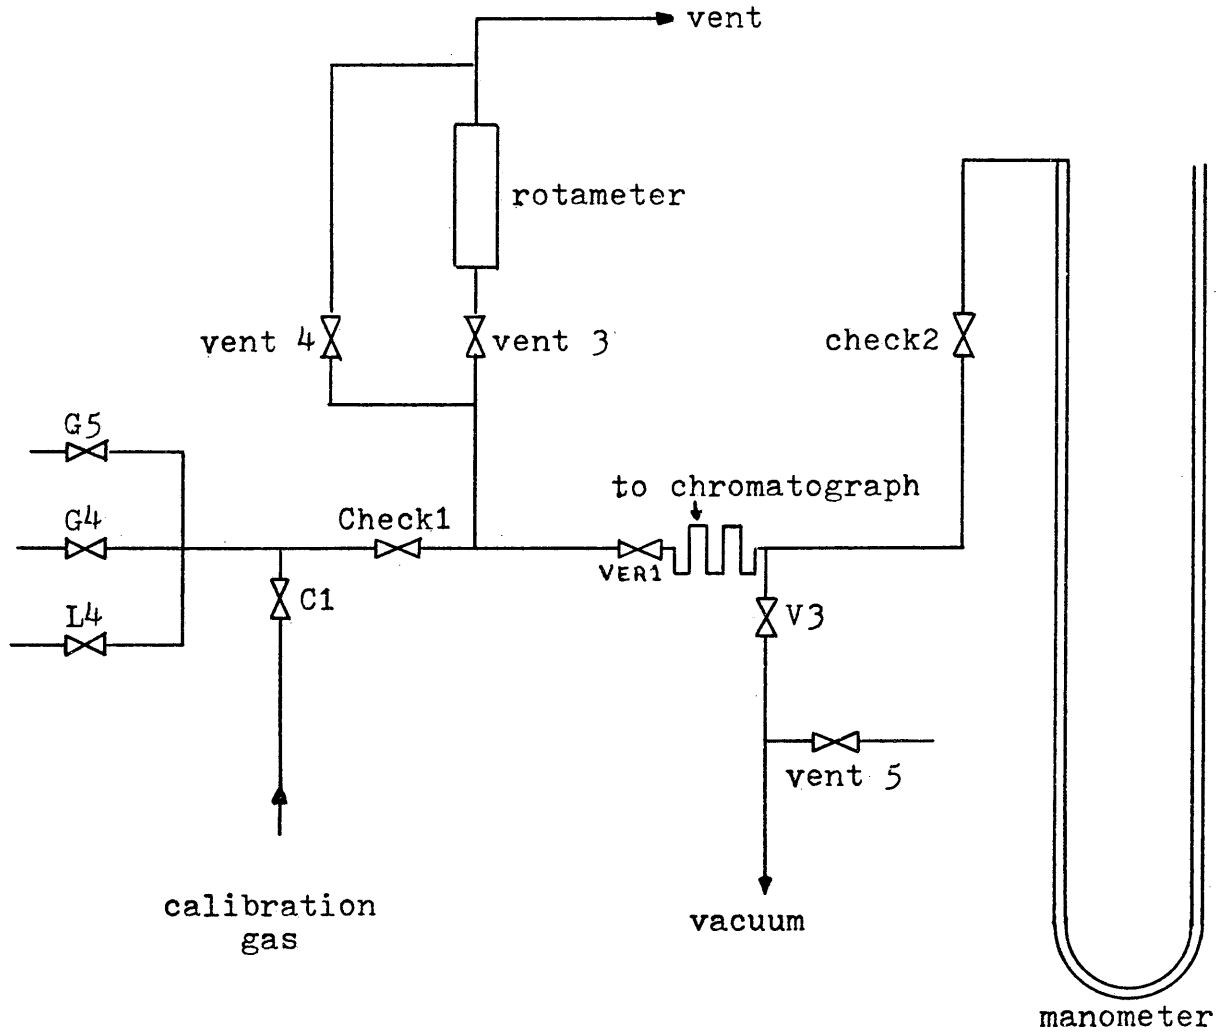 vent
rotameter
vent 4
vent 3
check2
G5
to chromatograph
G4
Check1
VER1
L4
C1
V3
vent 5
calibration
gas
vacuum
manometer